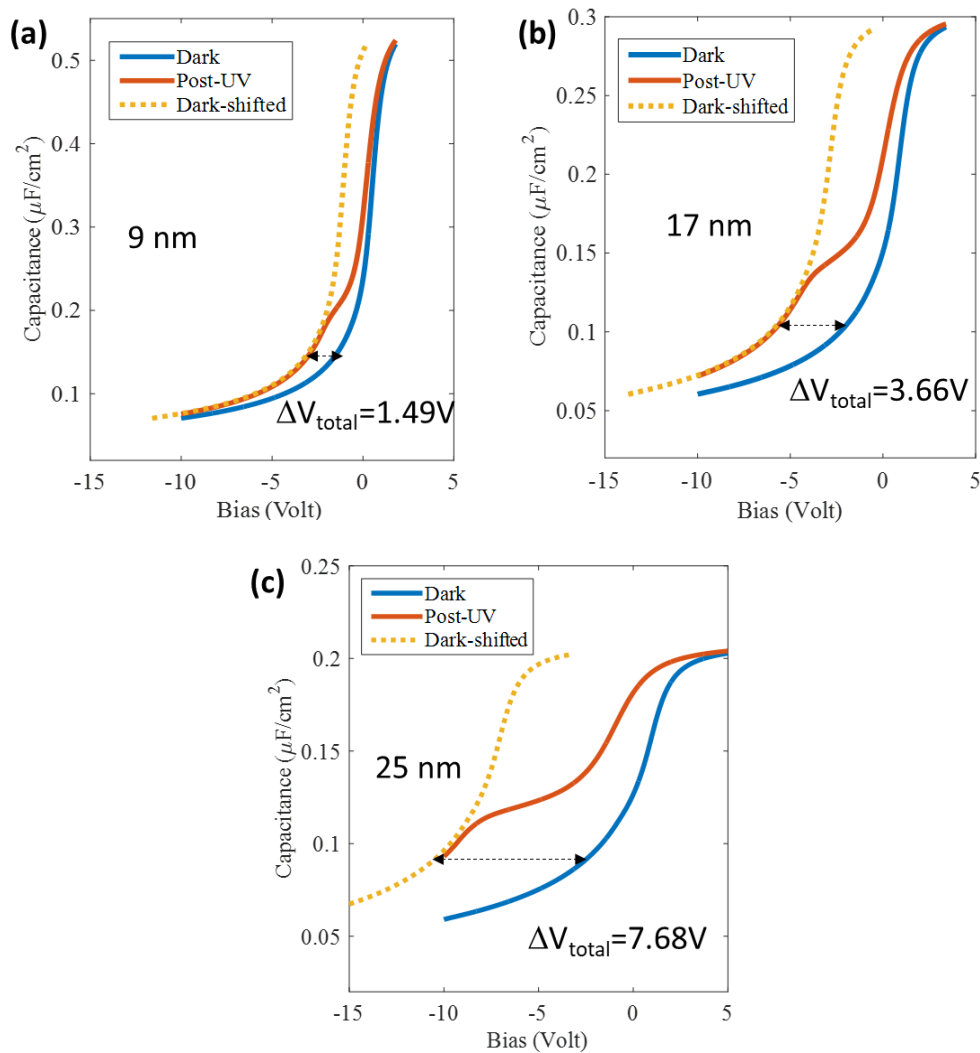 (a)
Dark
Post-UV
Dark-shifted
9 nm
ΔV_total=1.49V
Capacitance (μF/cm²)
0.5
0.4
0.3
0.2
0.1
-15 -10 -5 0 5
Bias (Volt)
(b)
Dark
Post-UV
Dark-shifted
17 nm
ΔV_total=3.66V
Capacitance (μF/cm²)
0.3
0.25
0.2
0.15
0.1
0.05
-15 -10 -5 0 5
Bias (Volt)
(c)
Dark
Post-UV
Dark-shifted
25 nm
ΔV_total=7.68V
Capacitance (μF/cm²)
0.25
0.2
0.15
0.1
0.05
-15 -10 -5 0 5
Bias (Volt)